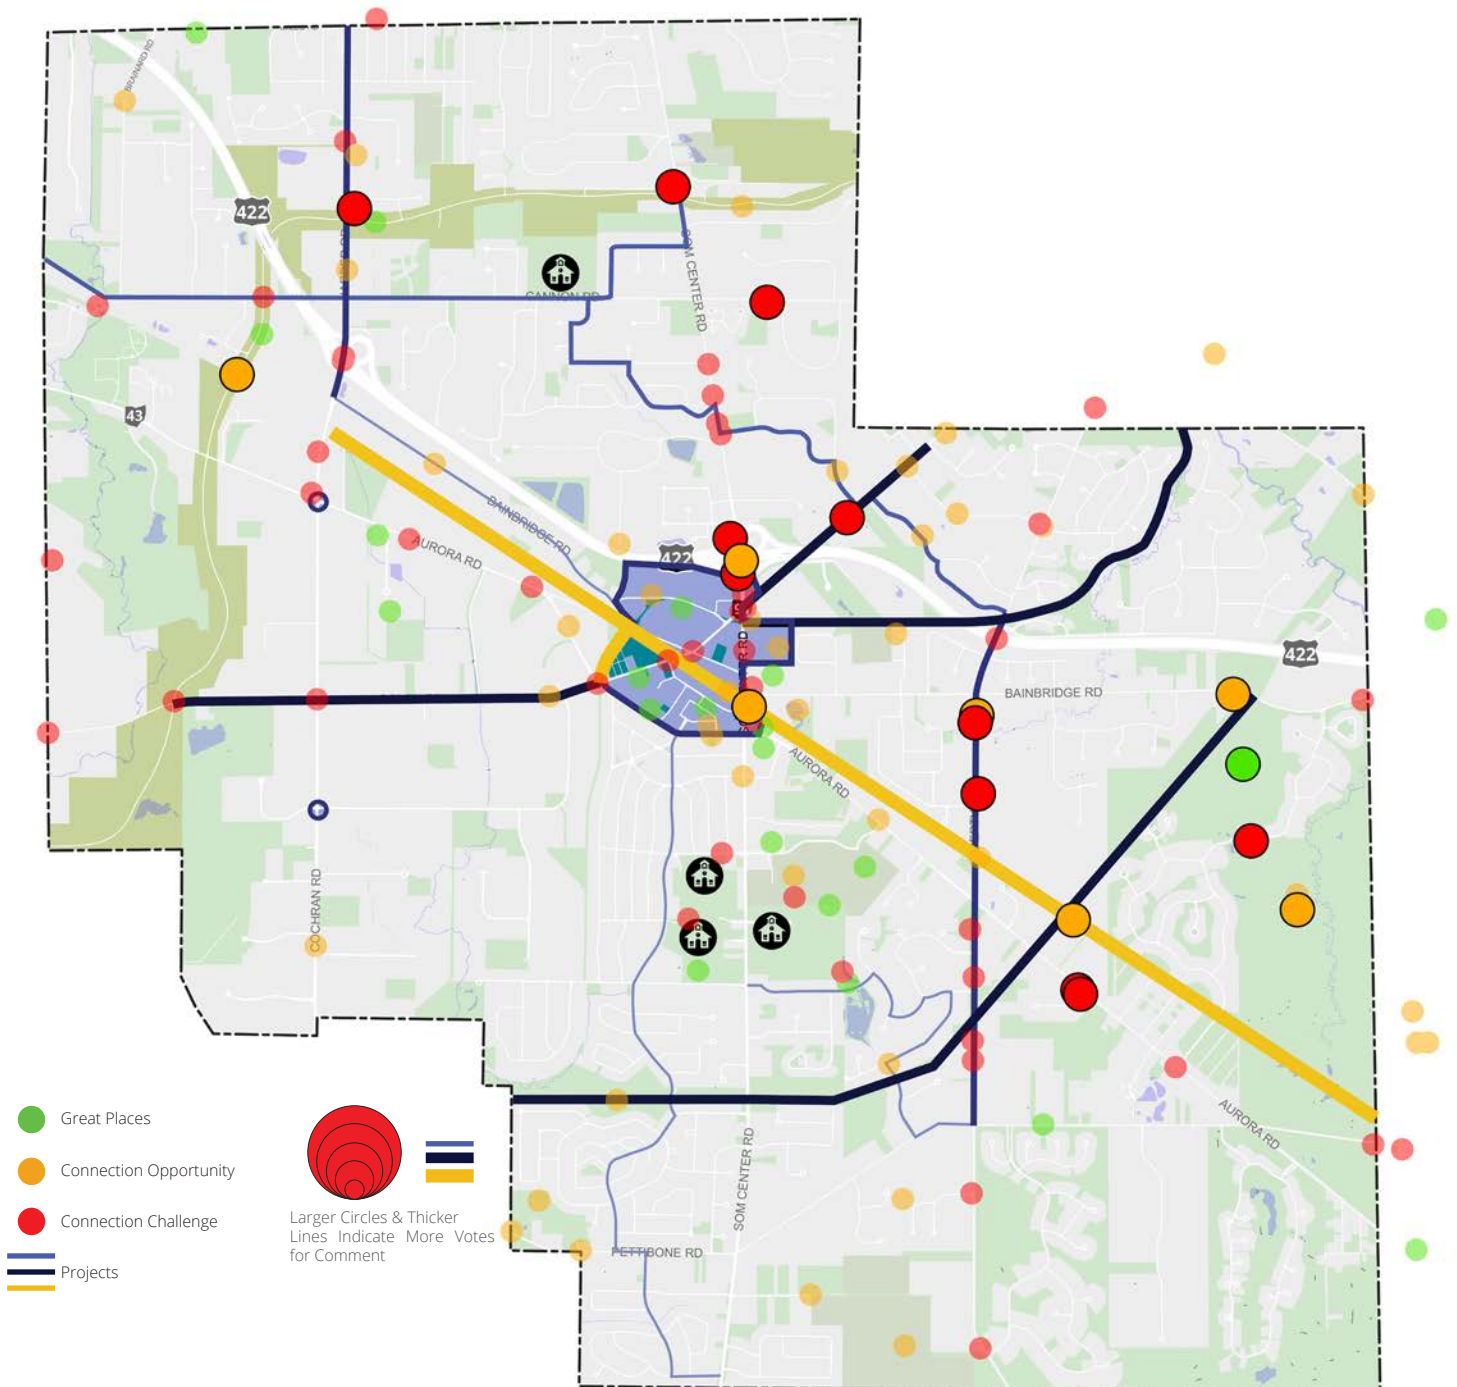 BRAINARD RD
422
SOM CENTER RD
CANNON RD
43
BAINBRIDGE RD
AURORA RD
422
422
BAINBRIDGE RD
AURORA RD
COCHRAN RD
AURORA RD
SOM CENTER RD
PETTIBONE RD
Great Places
Connection Opportunity
Connection Challenge
Projects
Larger Circles & Thicker
Lines Indicate More Votes
for Comment